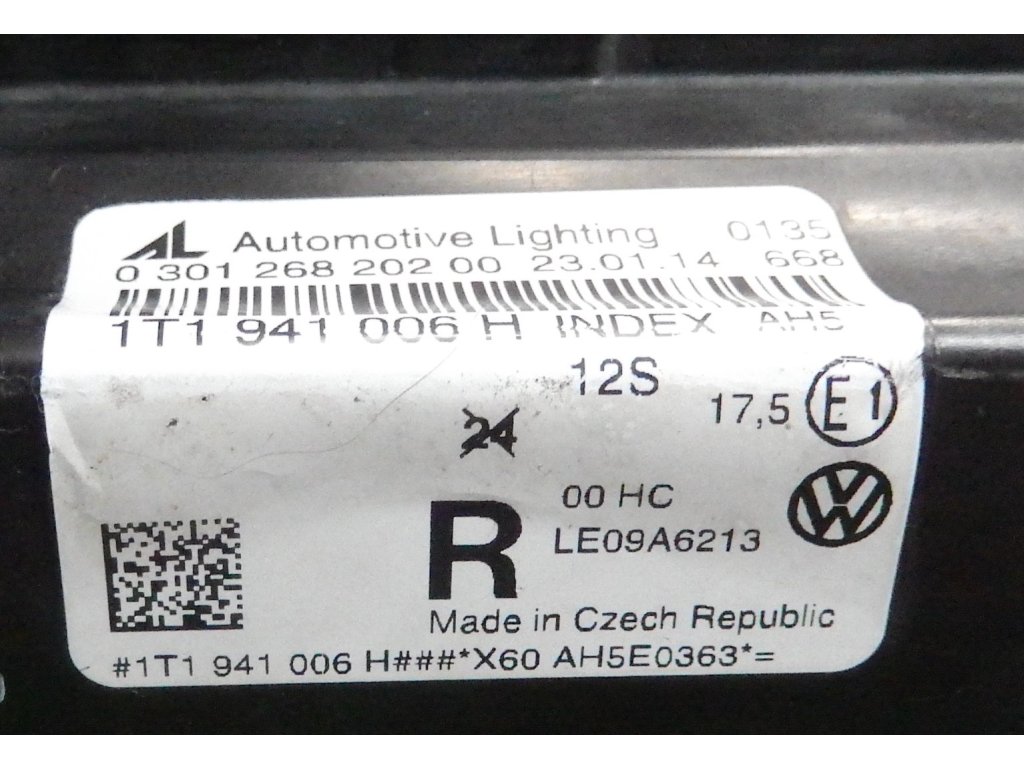 AL Automotive Lighting 0135
0 301 268 202 00 23.01.14 668
1T1 941 006 H INDEX AH5
12S
17,5 E1
24
00 HC
R LE09A6213
Made in Czech Republic
#1T1 941 006 H###*X60 AH5E0363*=